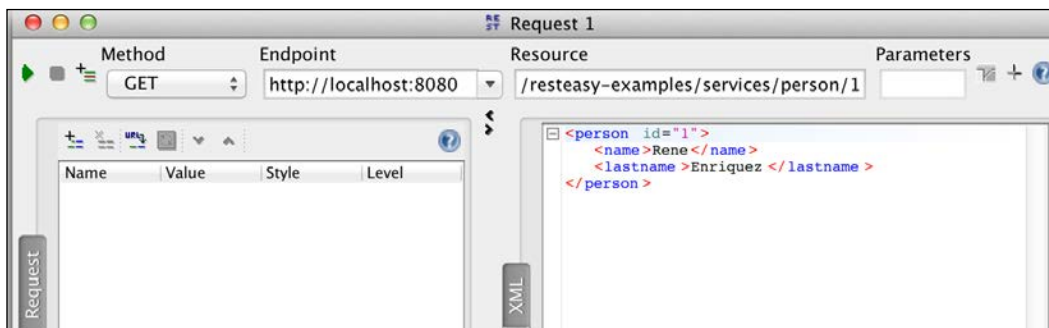 REST Request 1
Method Endpoint Resource Parameters
GET http://localhost:8080 /resteasy-examples/services/person/1
Name Value Style Level
<person id="1">
<name>Rene</name>
<lastname >Enriquez </lastname >
</person >
Request
XML